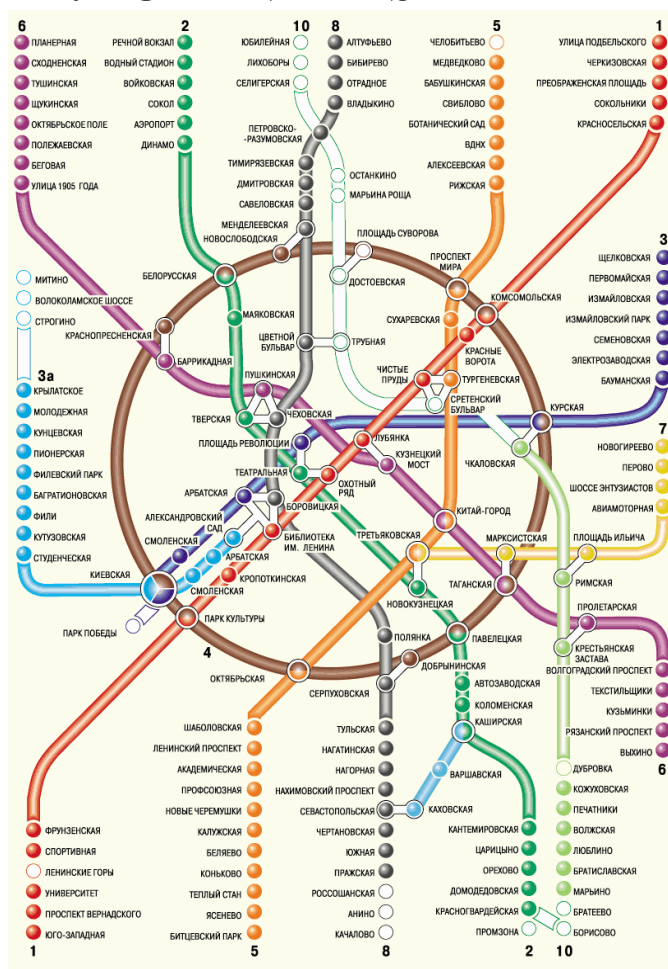 6
ПЛАНЕРНАЯ
СХОДНЕНСКАЯ
ТУШИНСКАЯ
ЩУКИНСКАЯ
ОКТЯБРЬСКОЕ ПОЛЕ
ПОЛЕЖАЕВСКАЯ
БЕГОВАЯ
УЛИЦА 1905 ГОДА
2
РЕЧНОЙ ВОКЗАЛ
ВОДНЫЙ СТАДИОН
ВОЙКОВСКАЯ
СОКОЛ
АЭРОПОРТ
ДИНАМО
10
ЮБИЛЕЙНАЯ
ЛИХОБОРЫ
СЕЛИГЕРСКАЯ
8
АЛТУФЬЕВО
БИБИРЕВО
ОТРАДНОЕ
ВЛАДЫКИНО
ПЕТРОВСКО-
-РАЗУМОВСКАЯ
ТИМИРЯЗЕВСКАЯ
ДМИТРОВСКАЯ
САВЕЛОВСКАЯ
МЕНДЕЛЕЕВСКАЯ
НОВОСЛОБОДСКАЯ
ОСТАНКИНО
МАРЬИНА РОЩА
ПЛОЩАДЬ СУВОРОВА
ДОСТОЕВСКАЯ
5
ЧЕЛОБИТЬЕВО
МЕДВЕДКОВО
БАБУШКИНСКАЯ
СВИБЛОВО
БОТАНИЧЕСКИЙ САД
ВДНХ
АЛЕКСЕЕВСКАЯ
РИЖСКАЯ
ПРОСПЕКТ
МИРА
1
УЛИЦА ПОДБЕЛЬСКОГО
ЧЕРКИЗОВСКАЯ
ПРЕОБРАЖЕНСКАЯ ПЛОЩАДЬ
СОКОЛЬНИКИ
КРАСНОСЕЛЬСКАЯ
КОМСОМОЛЬСКАЯ
3
ЩЕЛКОВСКАЯ
ПЕРВОМАЙСКАЯ
ИЗМАЙЛОВСКАЯ
ИЗМАЙЛОВСКИЙ ПАРК
СЕМЕНОВСКАЯ
ЭЛЕКТРОЗАВОДСКАЯ
БАУМАНСКАЯ
МИТИНО
ВОЛОКОЛАМСКОЕ ШОССЕ
СТРОГИНО
3а
КРЫЛАТСКОЕ
МОЛОДЕЖНАЯ
КУНЦЕВСКАЯ
ПИОНЕРСКАЯ
ФИЛЕВСКИЙ ПАРК
БАГРАТИОНОВСКАЯ
ФИЛИ
КУТУЗОВСКАЯ
СТУДЕНЧЕСКАЯ
БЕЛОРУССКАЯ
КРАСНОПРЕСНЕНСКАЯ
БАРРИКАДНАЯ
МАЯКОВСКАЯ
ЦВЕТНОЙ
БУЛЬВАР
ТРУБНАЯ
СУХАРЕВСКАЯ
КРАСНЫЕ
ВОРОТА
ПУШКИНСКАЯ
ТВЕРСКАЯ
ЧЕХОВСКАЯ
ЧИСТЫЕ
ПРУДЫ
ТУРГЕНЕВСКАЯ
СРЕТЕНСКИЙ
БУЛЬВАР
КУРСКАЯ
ЧКАЛОВСКАЯ
ПЛОЩАДЬ РЕВОЛЮЦИИ
ЛУБЯНКА
КУЗНЕЦКИЙ
МОСТ
ТЕАТРАЛЬНАЯ
ОХОТНЫЙ
РЯД
АРБАТСКАЯ
БОРОВИЦКАЯ
АЛЕКСАНДРОВСКИЙ
САД
БИБЛИОТЕКА
ИМ. ЛЕНИНА
СМОЛЕНСКАЯ
АРБАТСКАЯ
КИЕВСКАЯ
СМОЛЕНСКАЯ
КРОПОТКИНСКАЯ
ПАРК ПОБЕДЫ
ПАРК КУЛЬТУРЫ
4
КИТАЙ-ГОРОД
ТРЕТЬЯКОВСКАЯ
НОВОКУЗНЕЦКАЯ
МАРКСИСТСКАЯ
ТАГАНСКАЯ
7
НОВОГИРЕЕВО
ПЕРОВО
ШОССЕ ЭНТУЗИАСТОВ
АВИАМОТОРНАЯ
ПЛОЩАДЬ ИЛЬИЧА
РИМСКАЯ
ПРОЛЕТАРСКАЯ
КРЕСТЬЯНСКАЯ
ЗАСТАВА
ВОЛГОГРАДСКИЙ ПРОСПЕКТ
ТЕКСТИЛЬЩИКИ
КУЗЬМИНКИ
РЯЗАНСКИЙ ПРОСПЕКТ
ВЫХИНО
6
ПОЛЯНКА
ПАВЕЛЕЦКАЯ
ОКТЯБРЬСКАЯ
ДОБРЫНИНСКАЯ
СЕРПУХОВСКАЯ
АВТОЗАВОДСКАЯ
КОЛОМЕНСКАЯ
КАШИРСКАЯ
ВАРШАВСКАЯ
КАХОВСКАЯ
ФРУНЗЕНСКАЯ
СПОРТИВНАЯ
ЛЕНИНСКИЕ ГОРЫ
УНИВЕРСИТЕТ
ПРОСПЕКТ ВЕРНАДСКОГО
ЮГО-ЗАПАДНАЯ
1
ШАБОЛОВСКАЯ
ЛЕНИНСКИЙ ПРОСПЕКТ
АКАДЕМИЧЕСКАЯ
ПРОФСОЮЗНАЯ
НОВЫЕ ЧЕРЕМУШКИ
КАЛУЖСКАЯ
БЕЛЯЕВО
КОНЬКОВО
ТЕПЛЫЙ СТАН
ЯСЕНЕВО
БИТЦЕВСКИЙ ПАРК
5
ТУЛЬСКАЯ
НАГАТИНСКАЯ
НАГОРНАЯ
НАХИМОВСКИЙ ПРОСПЕКТ
СЕВАСТОПОЛЬСКАЯ
ЧЕРТАНОВСКАЯ
ЮЖНАЯ
ПРАЖСКАЯ
РОССОШАНСКАЯ
АНИНО
КАЧАЛОВО
8
КАНТЕМИРОВСКАЯ
ЦАРИЦЫНО
ОРЕХОВО
ДОМОДЕДОВСКАЯ
КРАСНОГВАРДЕЙСКАЯ
ПРОМЗОНА
2
ДУБРОВКА
КОЖУХОВСКАЯ
ПЕЧАТНИКИ
ВОЛЖСКАЯ
ЛЮБЛИНО
БРАТИСЛАВСКАЯ
МАРЬИНО
БРАТЕЕВО
БОРИСОВО
10